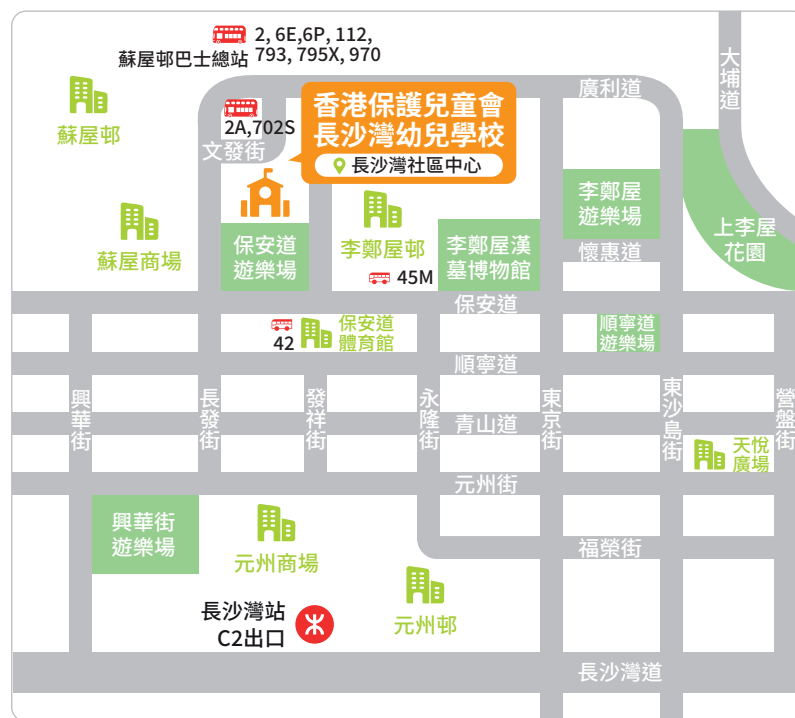 2, 6E,6P, 112,
蘇屋邨巴士總站 793, 795X, 970
大埔道
廣利道
蘇屋邨
2A,702S
文發街
香港保護兒童會
長沙灣幼兒學校
長沙灣社區中心
蘇屋商場
保安道
遊樂場
李鄭屋邨
45M
李鄭屋漢
墓博物館
李鄭屋
遊樂場
懷惠道
上李屋
花園
保安道
42
保安道
體育館
順寧道
遊樂場
順寧道
興華街
長發街
發祥街
永隆街
東京街
東沙島街
營盤街
青山道
天悅
廣場
元州街
興華街
遊樂場
元州商場
福榮街
元州邨
長沙灣站
C2出口
長沙灣道